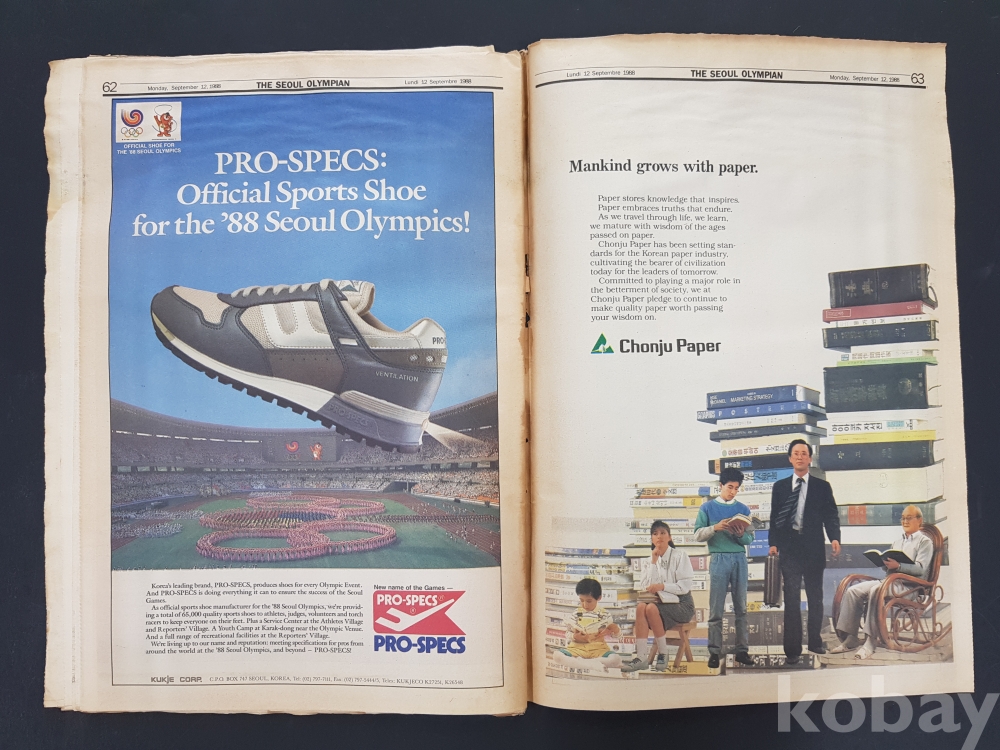 62
Monday, September 12, 1988
THE SEOUL OLYMPIAN
Lundi 12 Septembre 1988
OFFICIAL SHOE FOR
THE '88 SEOUL OLYMPICS
PRO-SPECS:
Official Sports Shoe
for the '88 Seoul Olympics!
PRO-S
VENTILATION
Korea's leading brand, PRO-SPECS, produces shoes for every Olympic Event.
And PRO-SPECS is doing everything it can to ensure the success of the Seoul
Games.
As official sports shoe manufacturer for the '88 Seoul Olympics, we're provid-
ing a total of 65,000 quality sports shoes to athletes, judges, volunteers and torch
racers to keep everyone on their feet. Plus a Service Center at the Athletes Village
and Reporters' Village. A Youth Camp at Karak-dong near the Olympic Venue.
And a full range of recreational facilities at the Reporters' Village.
We're living up to our name and reputation: meeting specifications for pros from
around the world at the '88 Seoul Olympics, and beyond — PRO-SPECS!
New name of the Games —
PRO-SPECS
PRO-SPECS
KUKJE CORP.
C.P.O. BOX 747 SEOUL, KOREA, Tel: (02)
Lundi 12 Septembre 1988
THE SEOUL OLYMPIAN
Monday, September 12, 1988
63
Mankind grows with paper.
Paper stores knowledge that inspires.
Paper embraces truths that endure.
As we travel through life, we learn,
we mature with wisdom of the ages
passed on paper.
Chonju Paper has been setting stan-
dards for the Korean paper industry,
cultivating the bearer of civilization
today for the leaders of tomorrow.
Committed to playing a major role in
the betterment of society, we at
Chonju Paper pledge to continue to
make quality paper worth passing
your wisdom on.
Chonju Paper
MARKETING STRATEGY
kobay